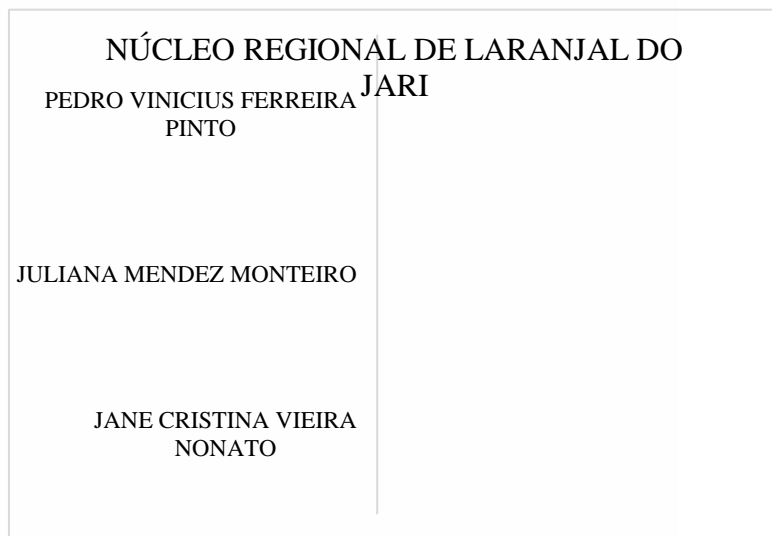 NÚCLEO REGIONAL DE LARANJAL DO
JARI
PEDRO VINICIUS FERREIRA
PINTO
JULIANA MENDEZ MONTEIRO
JANE CRISTINA VIEIRA
NONATO